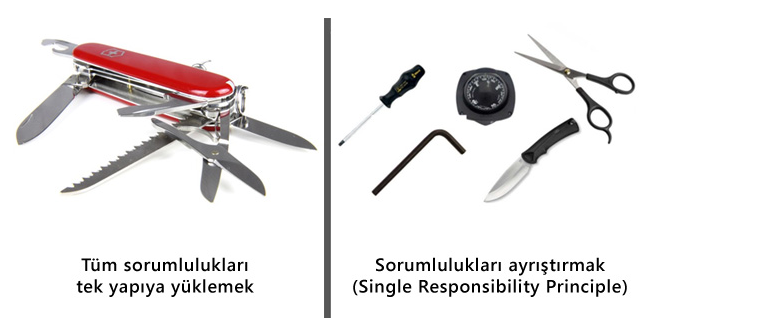 Tüm sorumlulukları
tek yapıya yüklemek
Sorumlulukları ayrıştırmak
(Single Responsibility Principle)